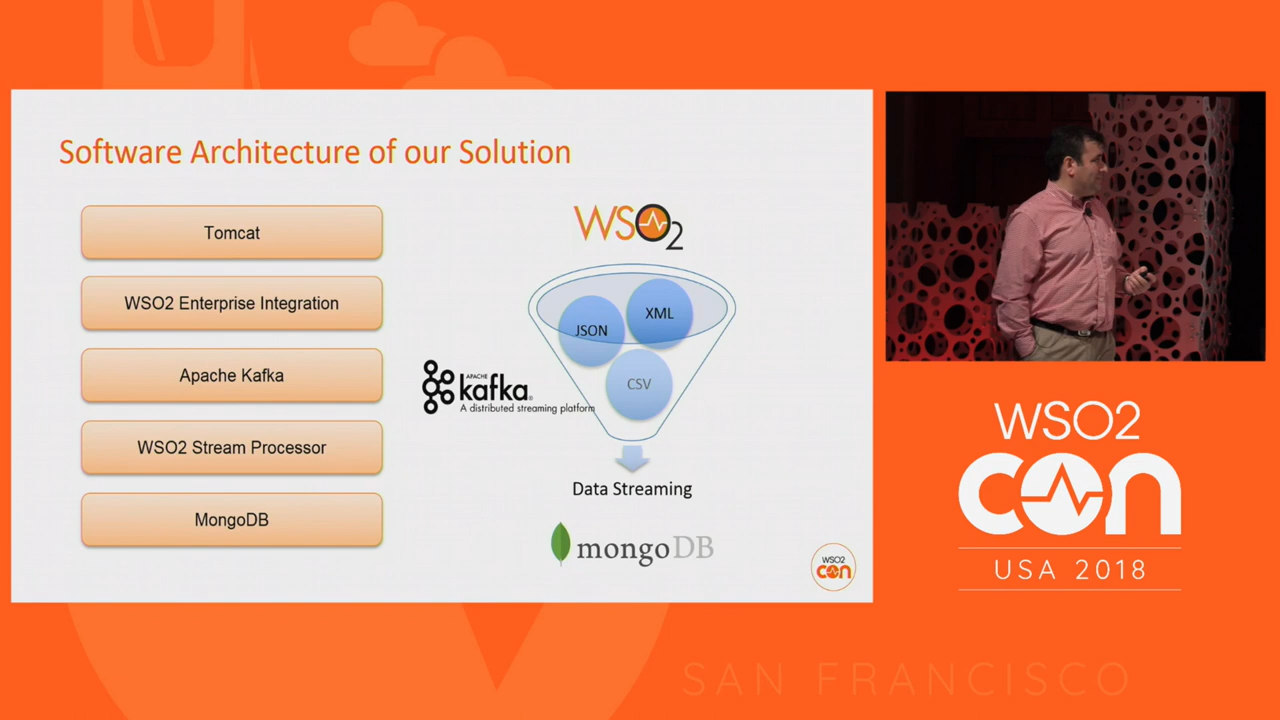 Software Architecture of our Solution
Tomcat
WSO2 Enterprise Integration
Apache Kafka
WSO2 Stream Processor
MongoDB
WSO2
JSON
XML
CSV
APACHE
kafka®
A distributed streaming platform
Data Streaming
mongoDB
WSO2
con
WSO2
con
USA 2018
SAN FRANCISCO